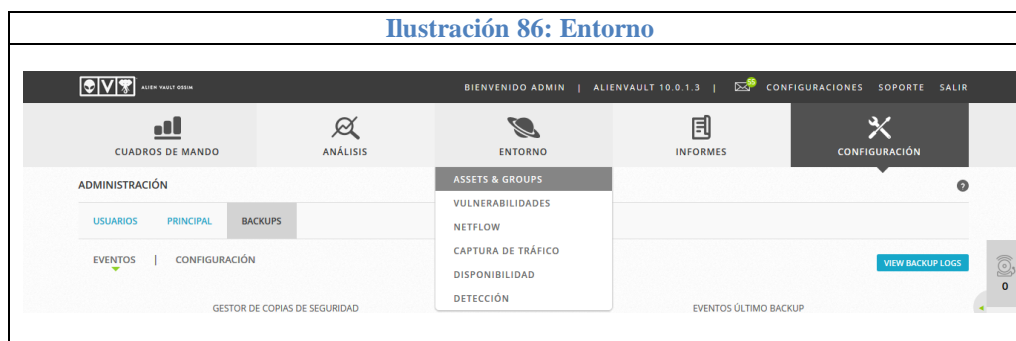 Ilustración 86: Entorno
ALIEN VAULT OSSIM
BIENVENIDO ADMIN | ALIENVAULT 10.0.1.3 | 55 CONFIGURACIONES SOPORTE SALIR
CUADROS DE MANDO
ANÁLISIS
ENTORNO
INFORMES
CONFIGURACIÓN
ADMINISTRACIÓN
USUARIOS PRINCIPAL BACKUPS
EVENTOS | CONFIGURACIÓN
ASSETS & GROUPS
VULNERABILIDADES
NETFLOW
CAPTURA DE TRÁFICO
DISPONIBILIDAD
DETECCIÓN
VIEW BACKUP LOGS
0
GESTOR DE COPIAS DE SEGURIDAD
EVENTOS ÚLTIMO BACKUP